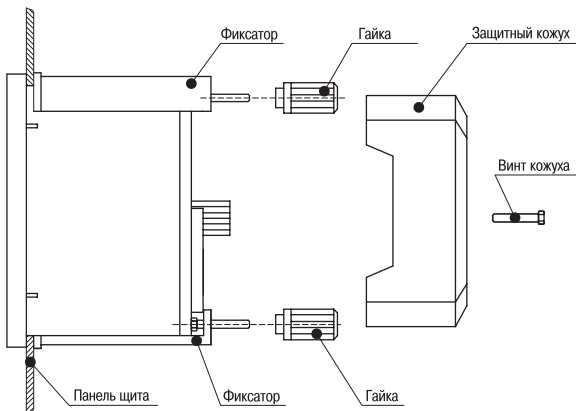 Фиксатор
Гайка
Защитный кожух
Винт кожуха
Панель щита
Фиксатор
Гайка